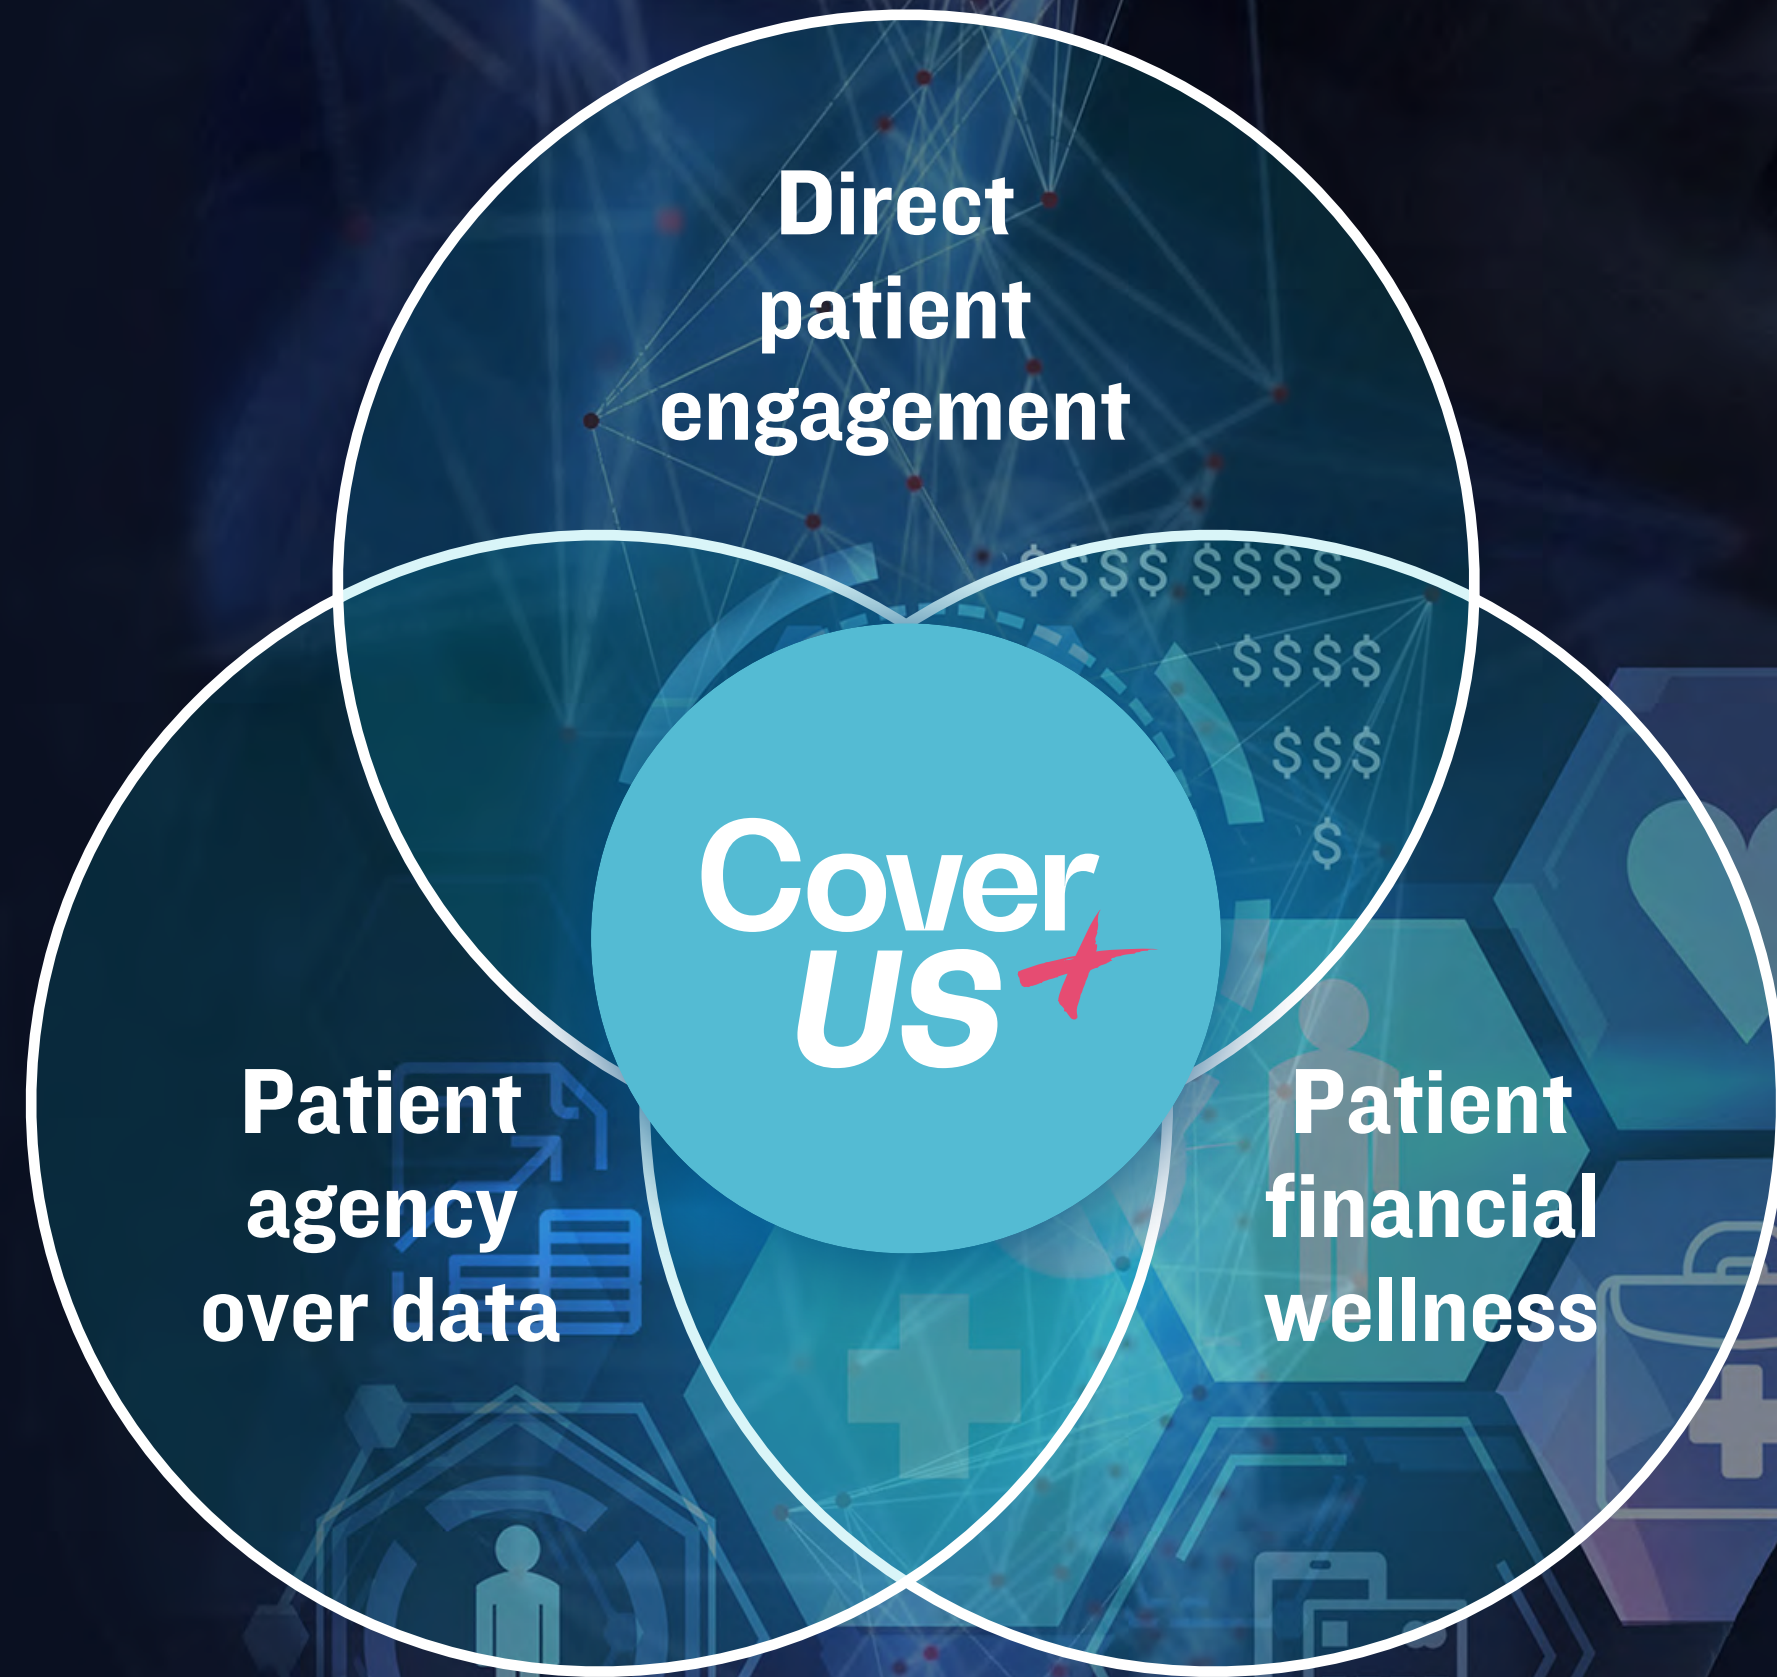 Direct
patient
engagement
$$$$ $$$$
$$$$
$$$
$
Cover
US
Patient
agency
over data
Patient
financial
wellness